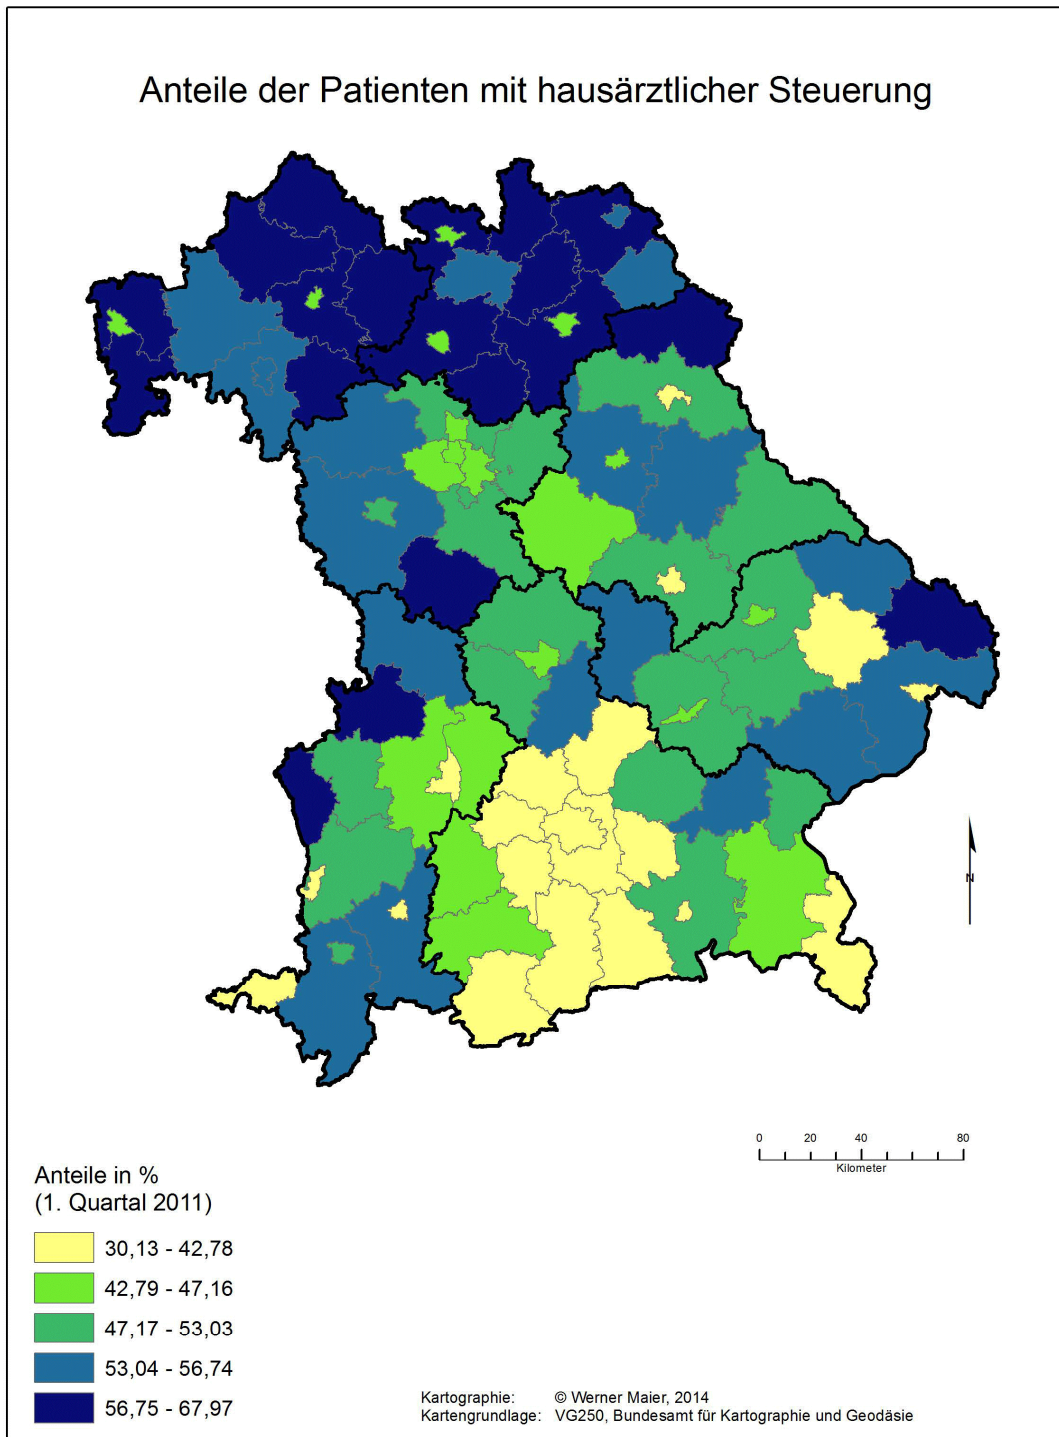 Anteile der Patienten mit hausärztlicher Steuerung
N
0 20 40 80
Kilometer
Anteile in %
(1. Quartal 2011)
30,13 - 42,78
42,79 - 47,16
47,17 - 53,03
53,04 - 56,74
56,75 - 67,97
Kartographie: © Werner Maier, 2014
Kartengrundlage: VG250, Bundesamt für Kartographie und Geodäsie